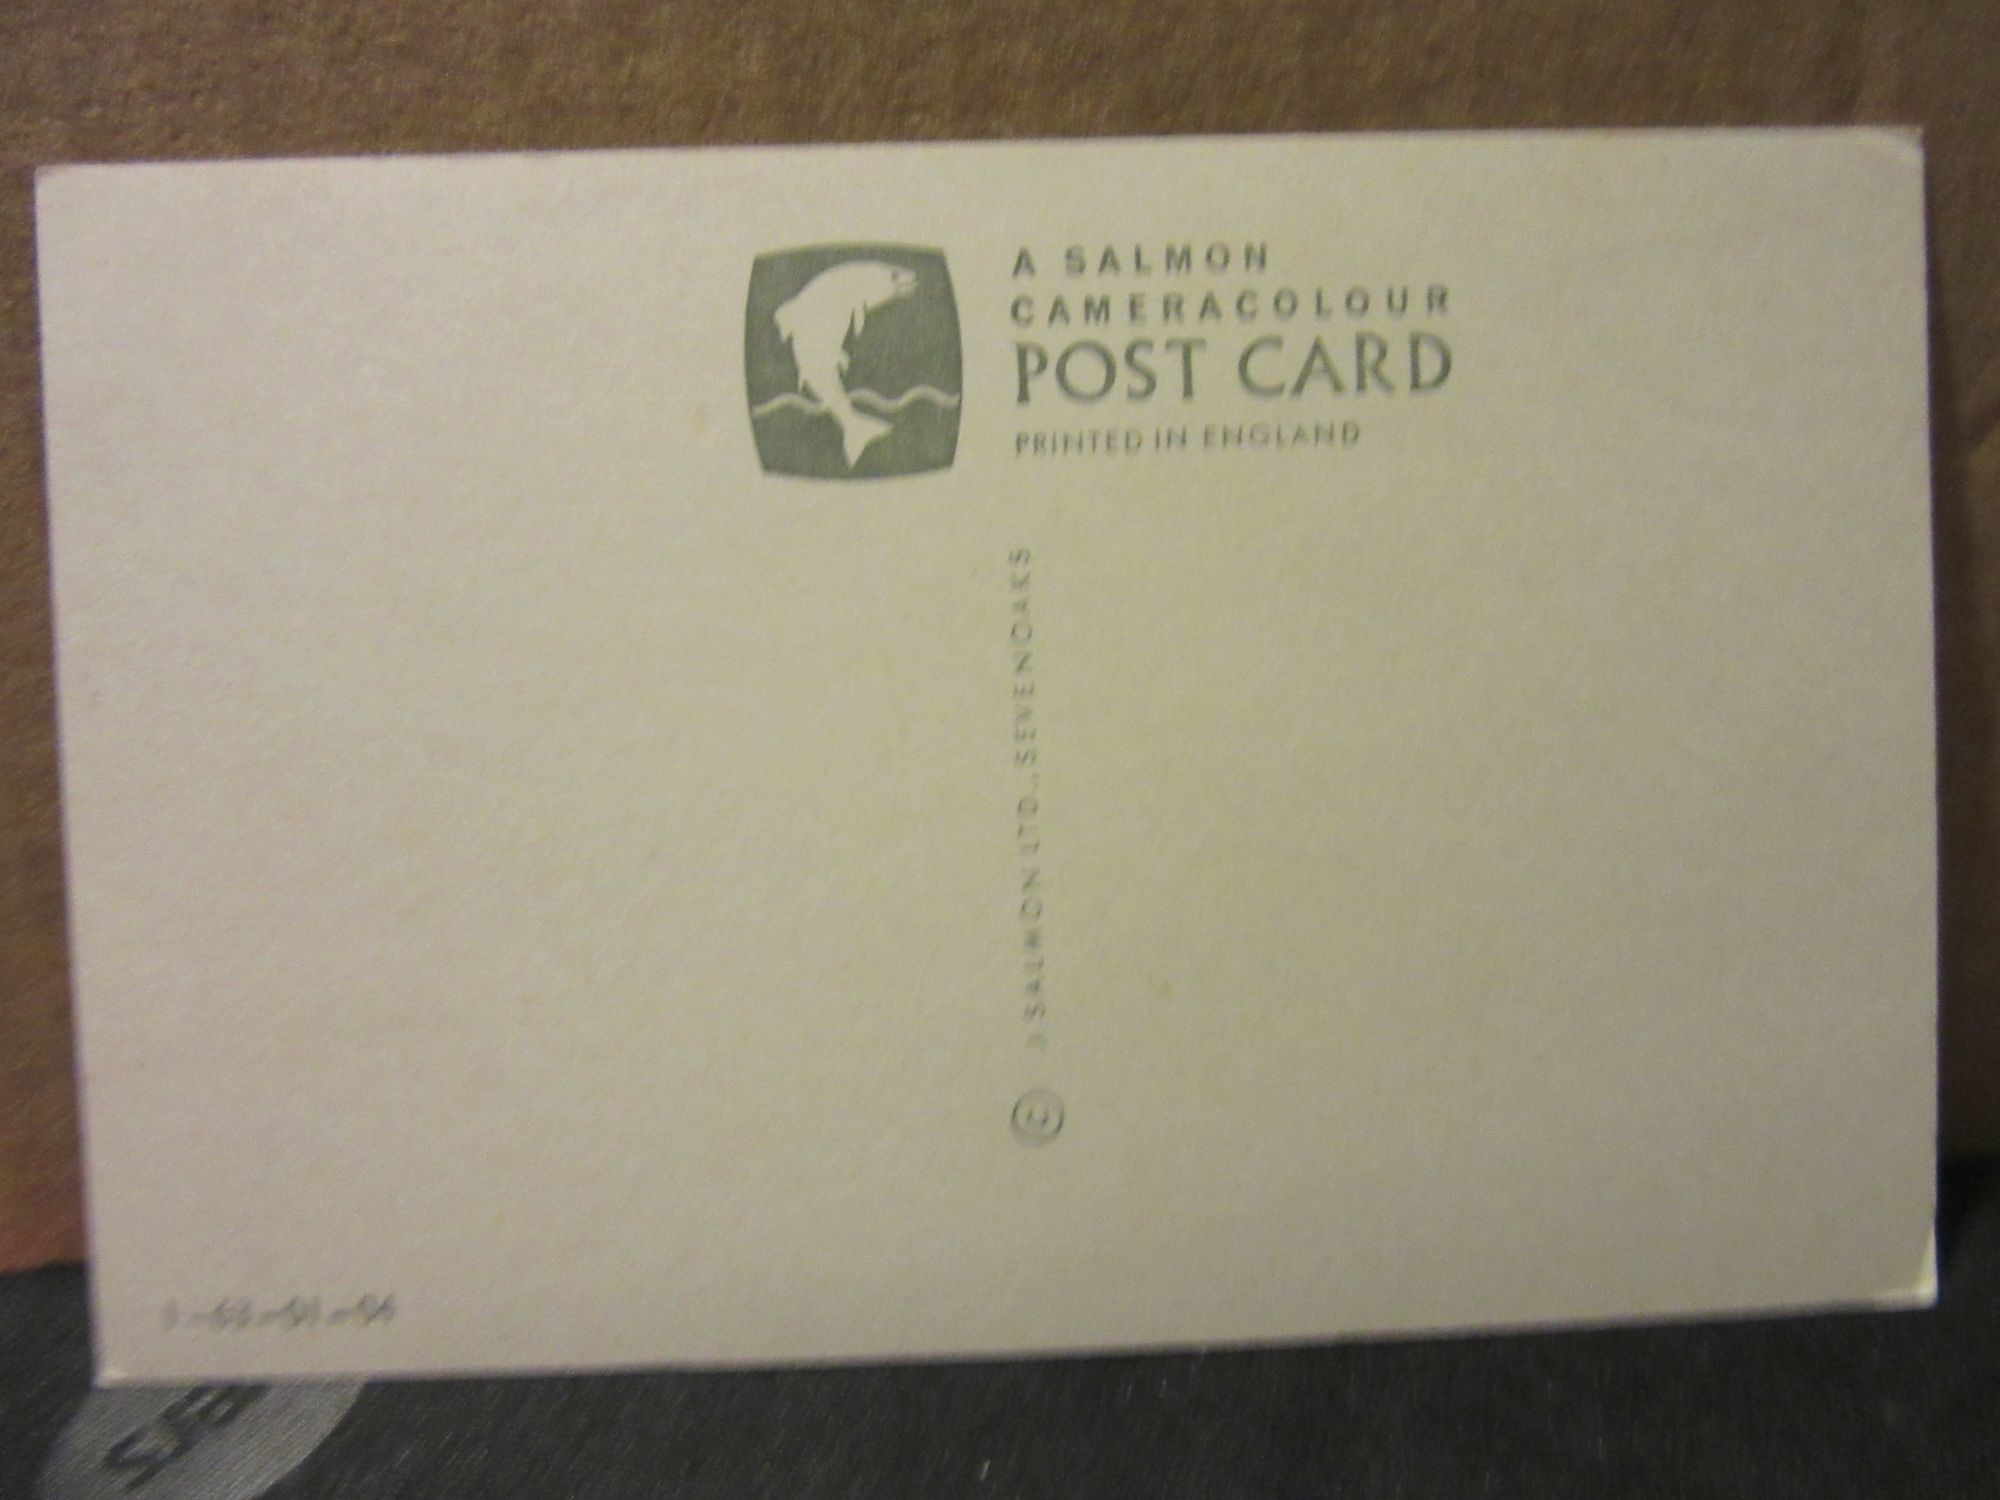 A SALMON
CAMERACOLOUR
POST CARD
PRINTED IN ENGLAND
© J SALMON LTD., SEVENOAKS